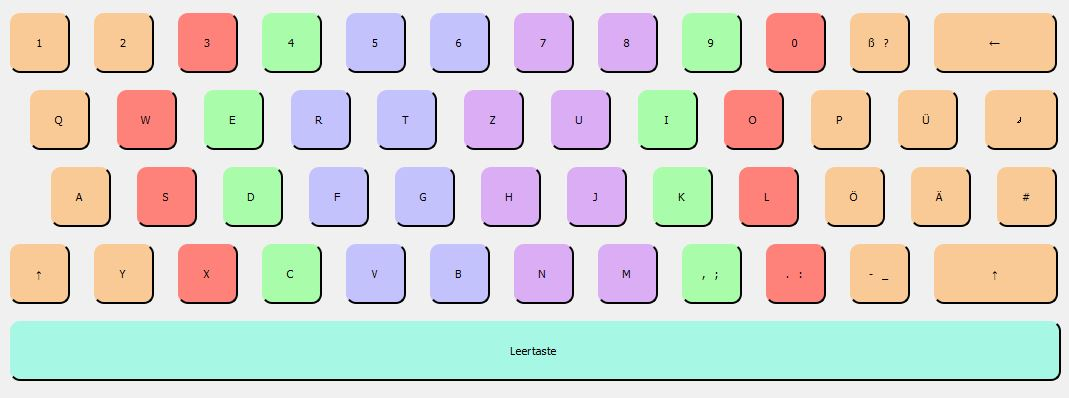 1 2 3 4 5 6 7 8 9 0 ß ? ←
Q W E R T Z U I O P Ü ↲
A S D F G H J K L Ö Ä #
↑ Y X C V B N M , ; . : - _ ↑
Leertaste